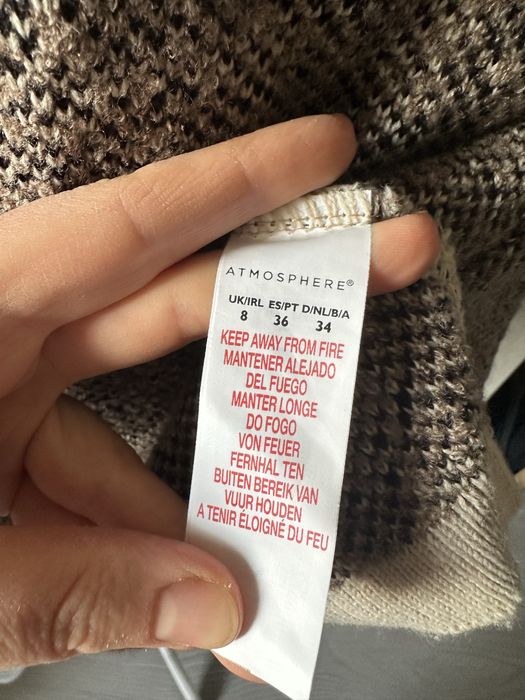 ATMOSPHERE®
UK/IRL ES/PT D/NL/B/A
8 36 34
KEEP AWAY FROM FIRE
MANTENER ALEJADO
DEL FUEGO
MANTER LONGE
DO FOGO
VON FEUER
FERNHAL TEN
BUITEN BEREIK VAN
VUUR HOUDEN
A TENIR ÉLOIGNÉ DU FEU